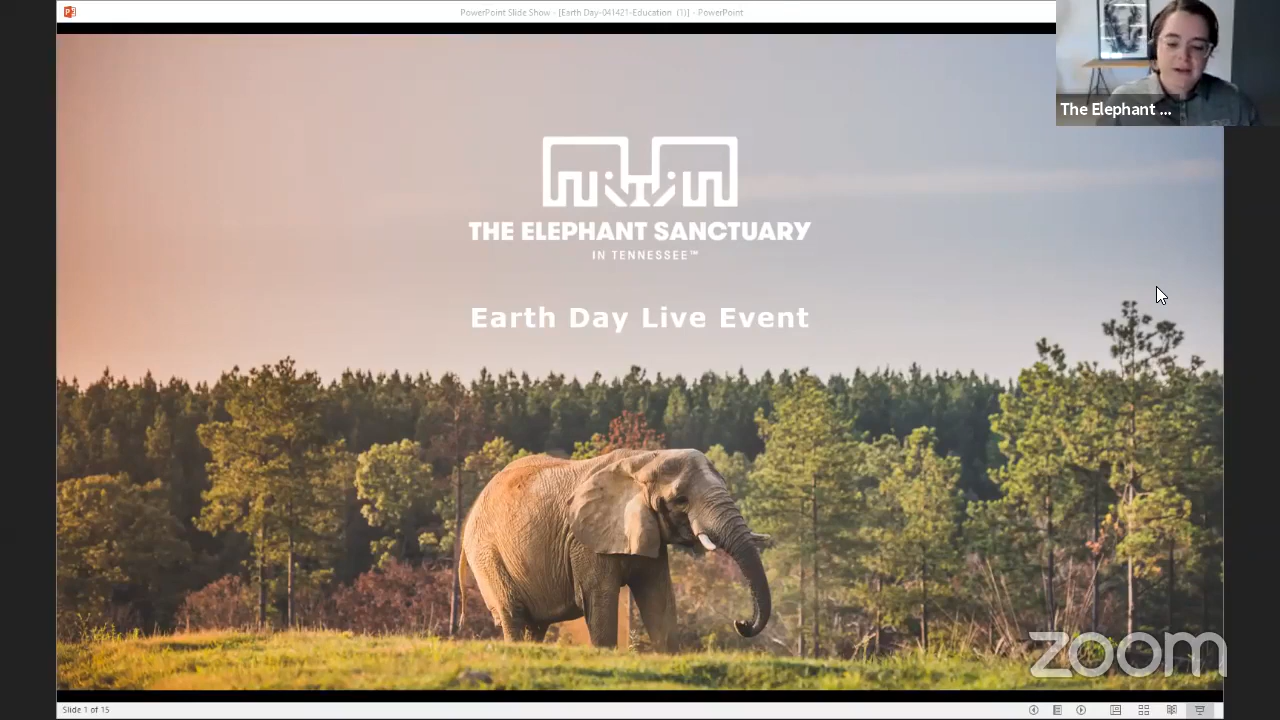 PowerPoint Slide Show - [Earth Day-041421-Education (1)] - PowerPoint
The Elephant ...
THE ELEPHANT SANCTUARY
IN TENNESSEE™
Earth Day Live Event
zoom
Slide 1 of 15